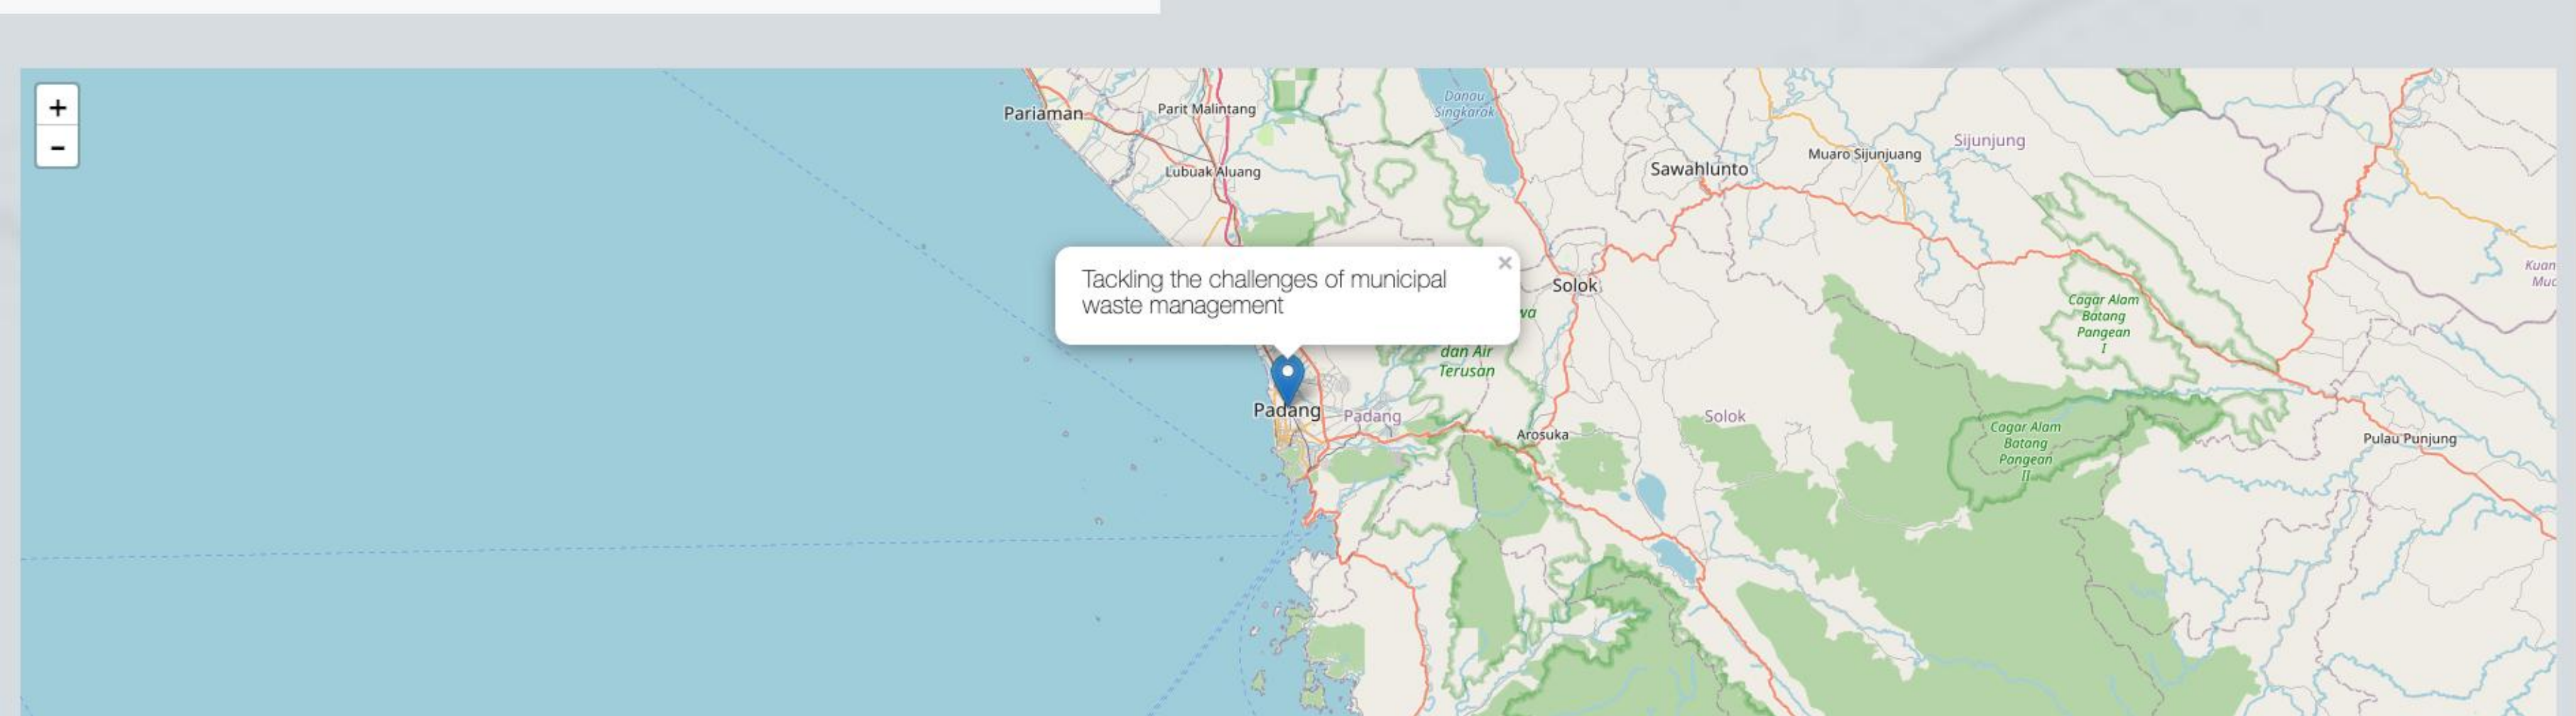 +
−
Pariaman
Parit Malintang
Lubuak Aluang
Danau
Singkarak
Sawahlunto
Muaro Sijunjuang
Sijunjung
Tackling the challenges of municipal
waste management
×
Solok
Cagar Alam
Batang
Pangean
I
dan Air
Terusan
Padang
Padang
Arosuka
Solok
Cagar Alam
Batang
Pangean
II
Pulau Punjung